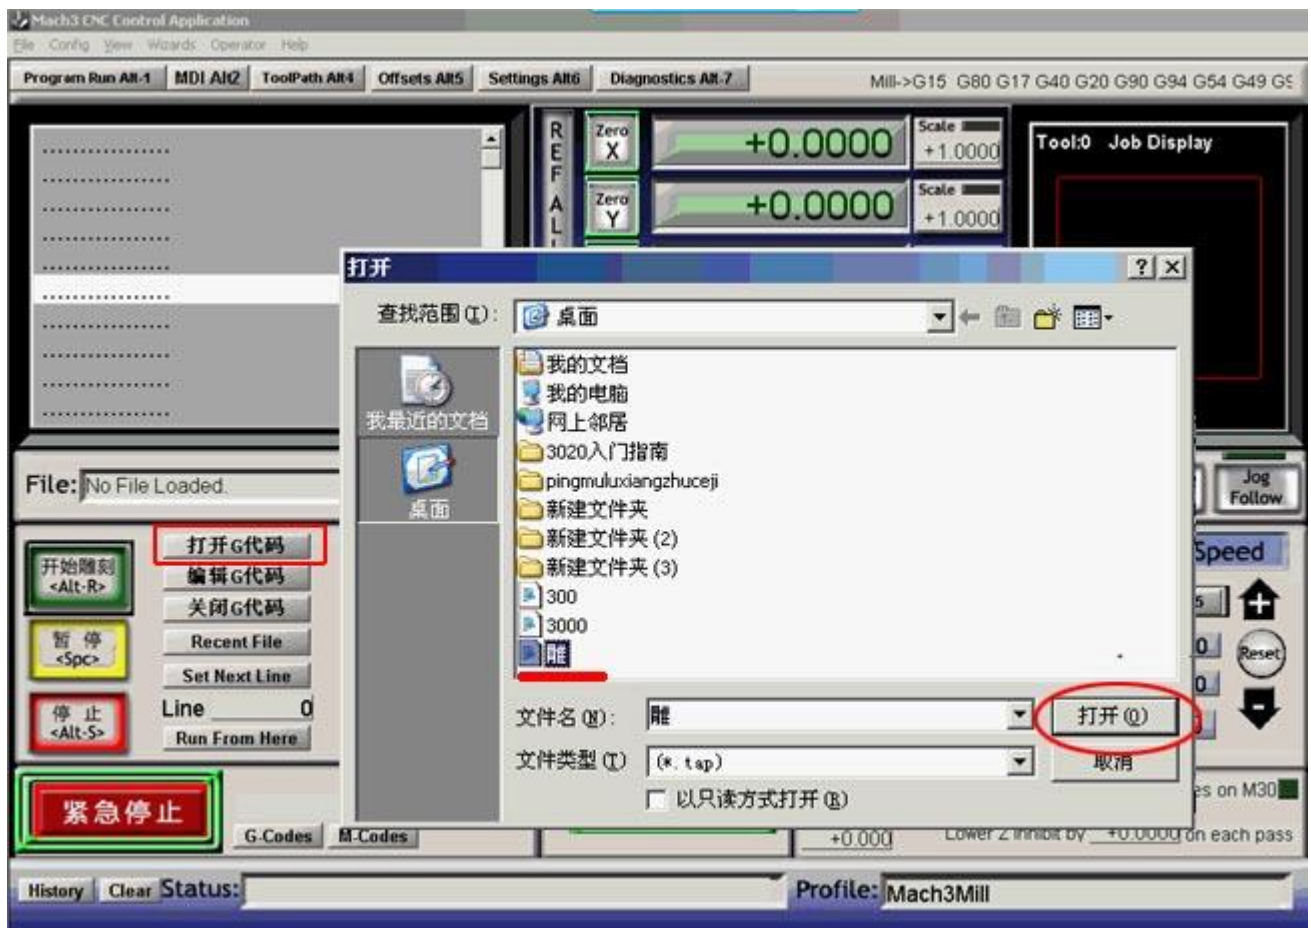 Mach3 CNC Control Application
File Config View Wizards Operator Help
Program Run Alt-1 MDI Alt2 ToolPath Alt4 Offsets Alt5 Settings Alt6 Diagnostics Alt-7 Mill->G15 G80 G17 G40 G20 G90 G94 G54 G49
REF ALL
Zero X +0.0000 Scale +1.0000
Zero Y +0.0000 Scale +1.0000
Tool:0 Job Display
打开
查找范围(I): 桌面
我最近的文档
桌面
我的文档
我的电脑
网上邻居
3020入门指南
pingmuluxiangzhuceji
新建文件夹
新建文件夹 (2)
新建文件夹 (3)
300
3000
雕
文件名(N): 雕 打开(O)
文件类型(T) (*.tap) 取消
以只读方式打开(R)
File: No File Loaded.
Jog Follow
开始雕刻 <Alt-R>
打开G代码
编辑G代码
关闭G代码
暂 停 <Spc>
Recent File
Set Next Line
停 止 <Alt-S>
Line 0
Run From Here
Speed
Reset
紧急停止
G-Codes M-Codes
on M30
+0.000 Lower Z Inhibit by +0.0000 on each pass
History Clear Status: Profile: Mach3Mill